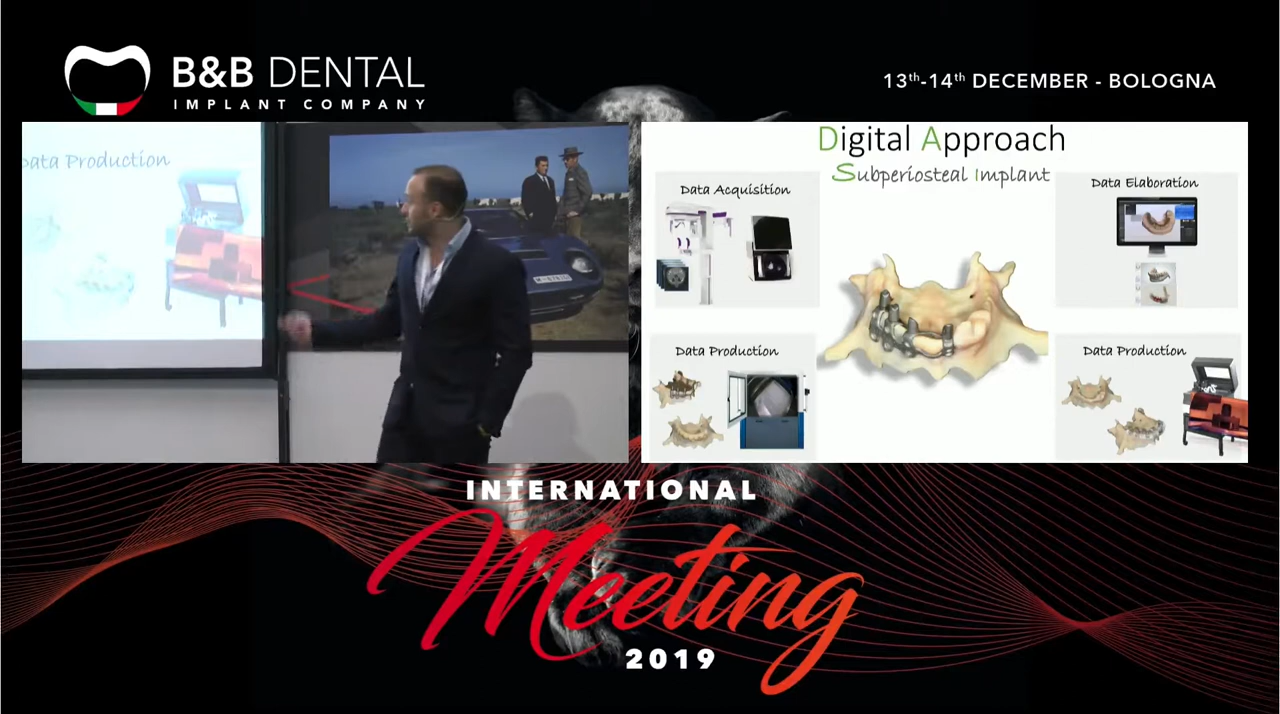 B&B DENTAL
IMPLANT COMPANY
13th-14th DECEMBER - BOLOGNA
Data Production
Digital Approach
Subperiosteal Implant
Data Acquisition
Data Elaboration
Data Production
Data Production
INTERNATIONAL
Meeting
2019